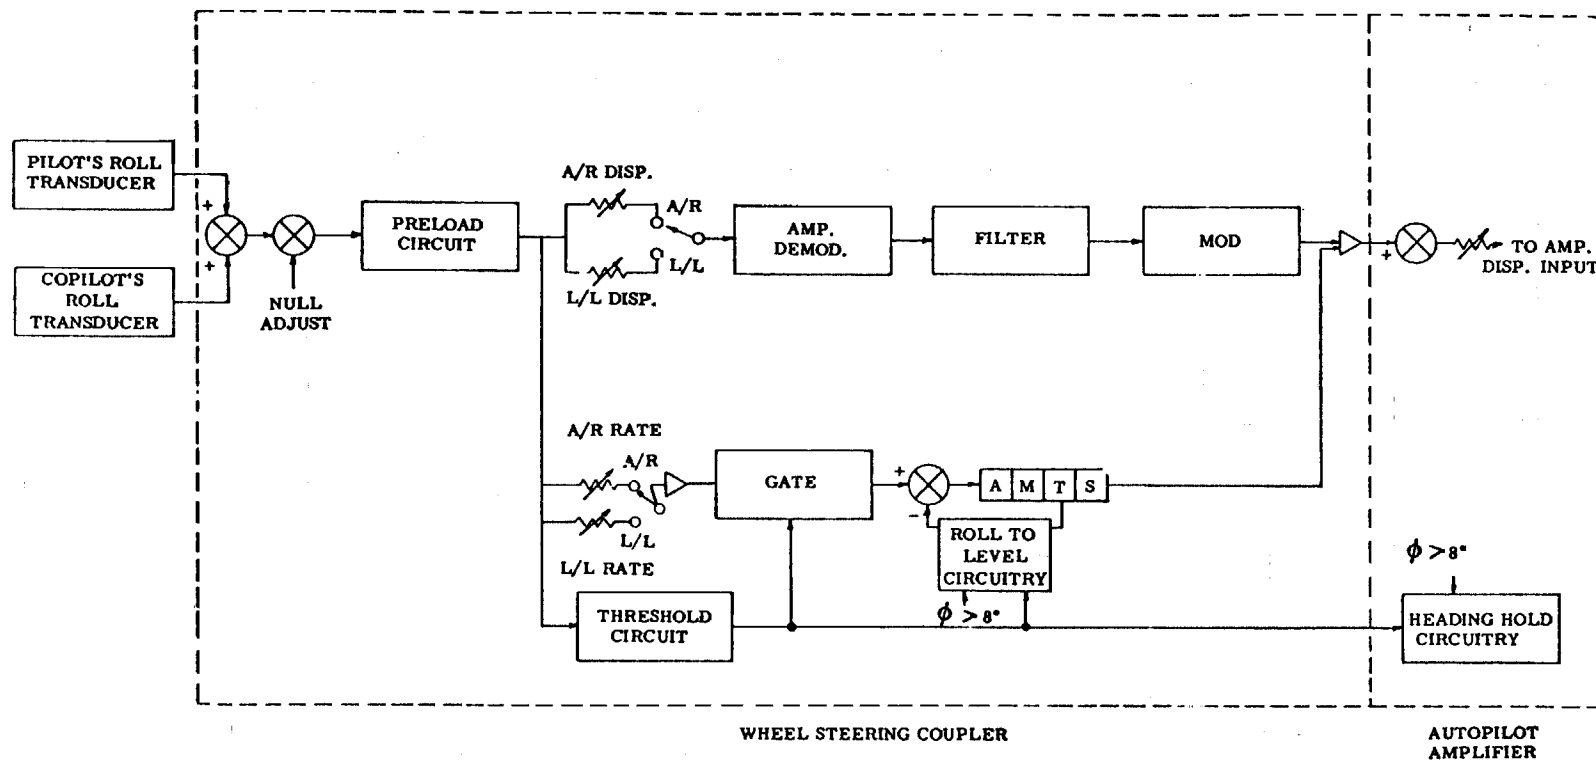 PILOT'S ROLL
TRANSDUCER
+
+
COPILOT'S
ROLL
TRANSDUCER
NULL
ADJUST
PRELOAD
CIRCUIT
A/R DISP.
A/R
L/L
L/L DISP.
AMP.
DEMOD.
FILTER
MOD
+
TO AMP.
DISP. INPUT
A/R RATE
A/R
L/L
L/L RATE
GATE
+
-
A M T S
ROLL TO
LEVEL
CIRCUITRY
ϕ > 8°
THRESHOLD
CIRCUIT
ϕ > 8°
HEADING HOLD
CIRCUITRY
WHEEL STEERING COUPLER
AUTOPILOT
AMPLIFIER